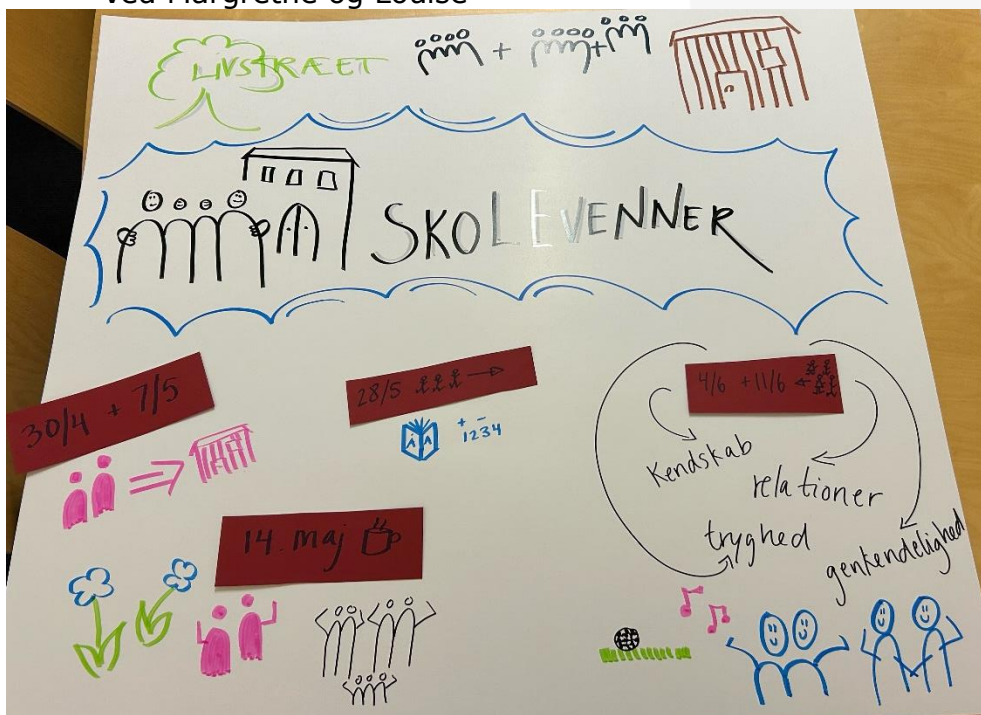 Ved Margrethe og Louise
LIVSTRÆET
SKOLEVENNER
30/4 + 7/5
28/5
4/6 + 11/6
+ -
1234
Kendskab
relationer
tryghed
genkendelighed
14. maj